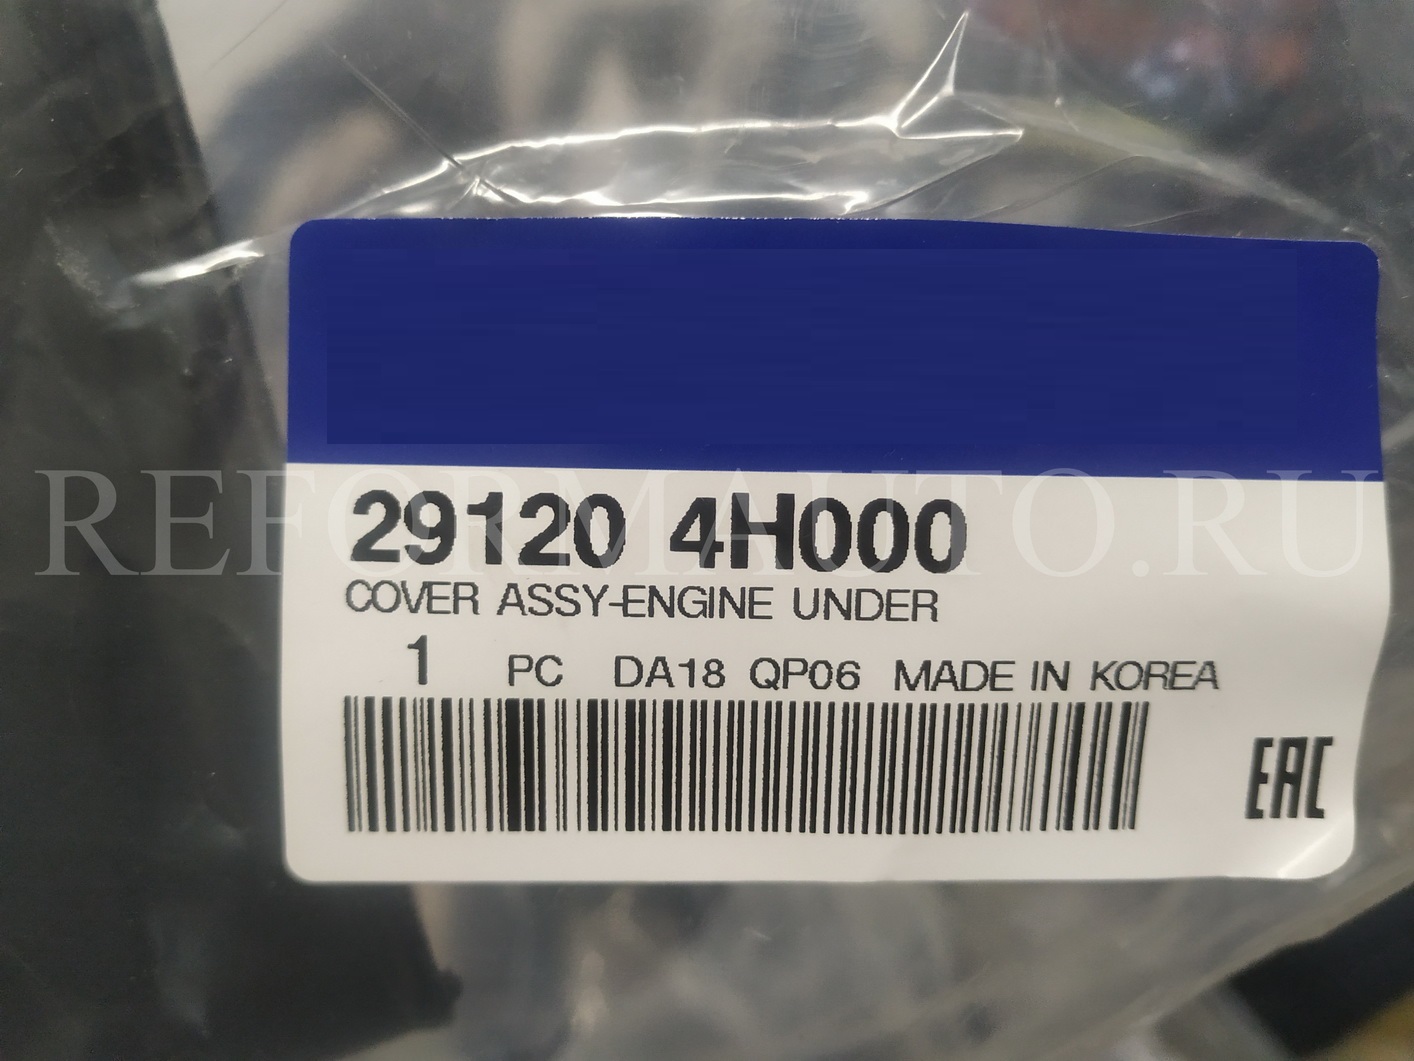 REFORMAUTO.RU
29120 4H000
COVER ASSY-ENGINE UNDER
1 PC DA18 QP06 MADE IN KOREA
EAC